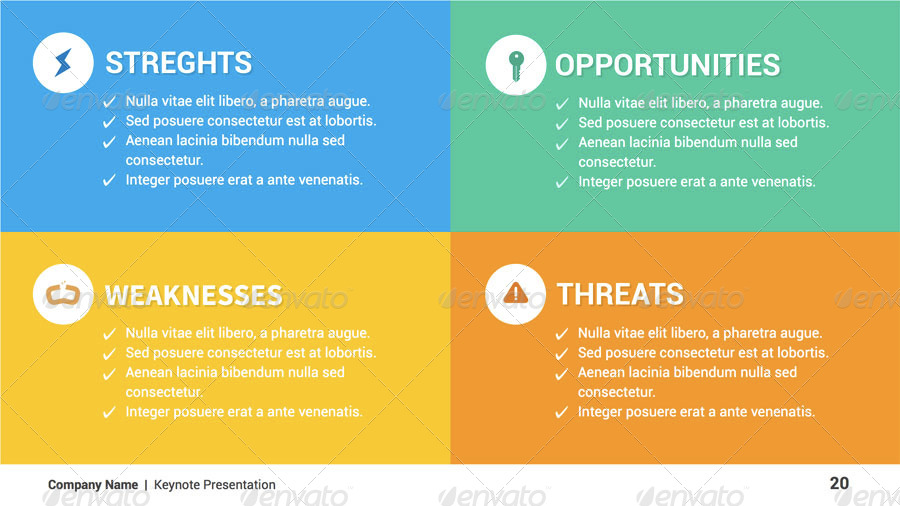 STREGHTS
Nulla vitae elit libero, a pharetra augue.
Sed posuere consectetur est at lobortis.
Aenean lacinia bibendum nulla sed
consectetur.
Integer posuere erat a ante venenatis.
OPPORTUNITIES
Nulla vitae elit libero, a pharetra augue.
Sed posuere consectetur est at lobortis.
Aenean lacinia bibendum nulla sed
consectetur.
Integer posuere erat a ante venenatis.
WEAKNESSES
Nulla vitae elit libero, a pharetra augue.
Sed posuere consectetur est at lobortis.
Aenean lacinia bibendum nulla sed
consectetur.
Integer posuere erat a ante venenatis.
THREATS
Nulla vitae elit libero, a pharetra augue.
Sed posuere consectetur est at lobortis.
Aenean lacinia bibendum nulla sed
consectetur.
Integer posuere erat a ante venenatis.
Company Name | Keynote Presentation
20
envato
envato
envato
envato
envato